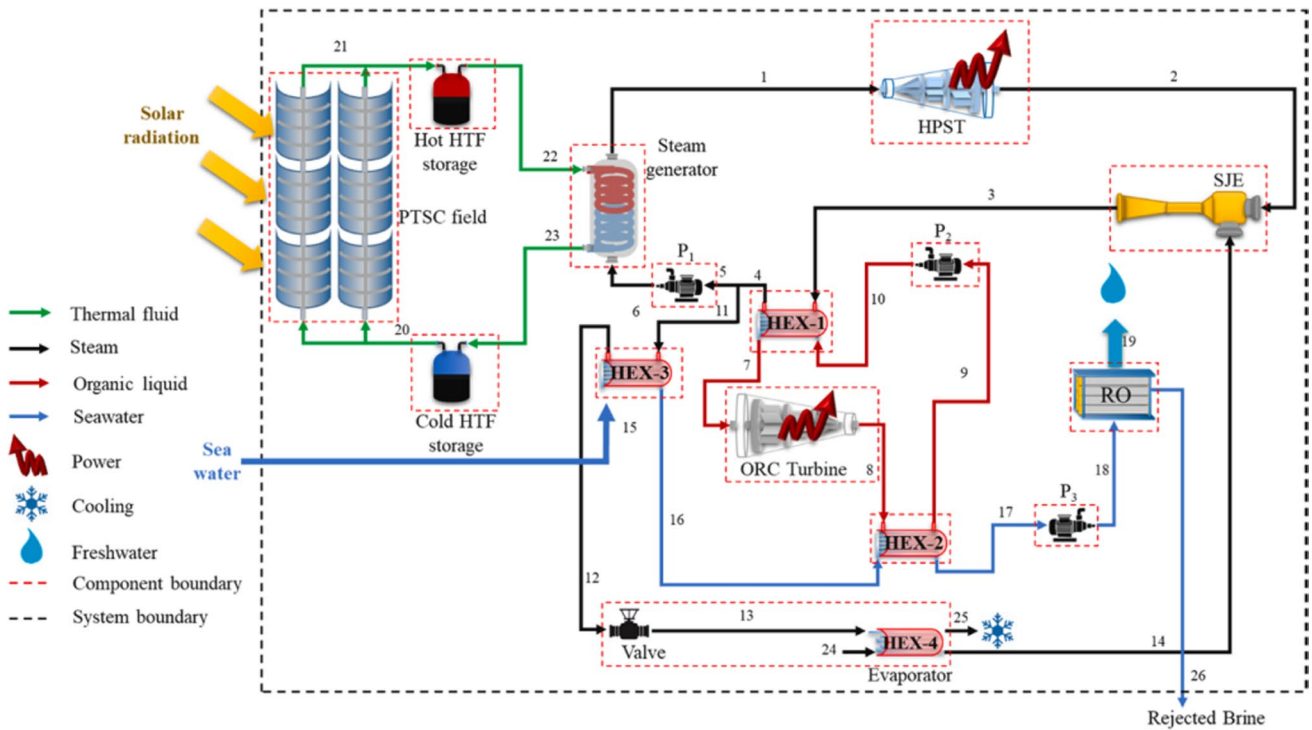 21
1
2
Solar
radiation
Hot HTF
storage
HPST
22
Steam
generator
SJE
3
PTSC field
23
P1
P2
5
4
10
6
11
HEX-1
Thermal fluid
Steam
Organic liquid
Seawater
Power
Cooling
Freshwater
Component boundary
System boundary
20
HEX-3
7
9
19
RO
Cold HTF
storage
15
Sea
water
ORC Turbine
8
18
16
P3
17
HEX-2
12
13
25
Valve
24
HEX-4
14
Evaporator
26
Rejected Brine